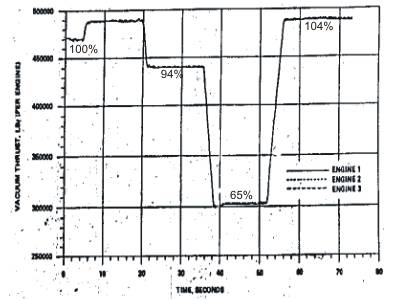 500000
450000
400000
350000
300000
250000
VACUUM THRUST, LBf (PER ENGINE)
100%
94%
65%
104%
ENGINE 1
ENGINE 2
ENGINE 3
0 10 20 30 40 50 60 70 80
TIME, SECONDS